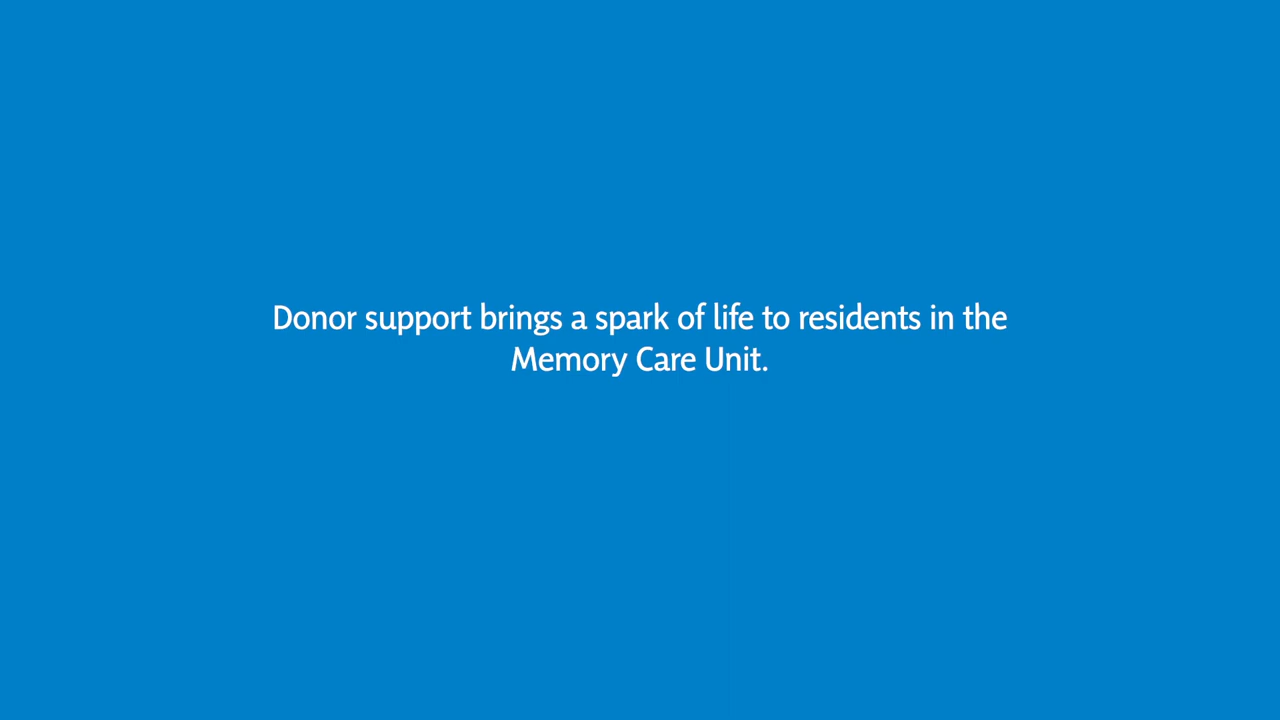 Donor support brings a spark of life to residents in the
Memory Care Unit.